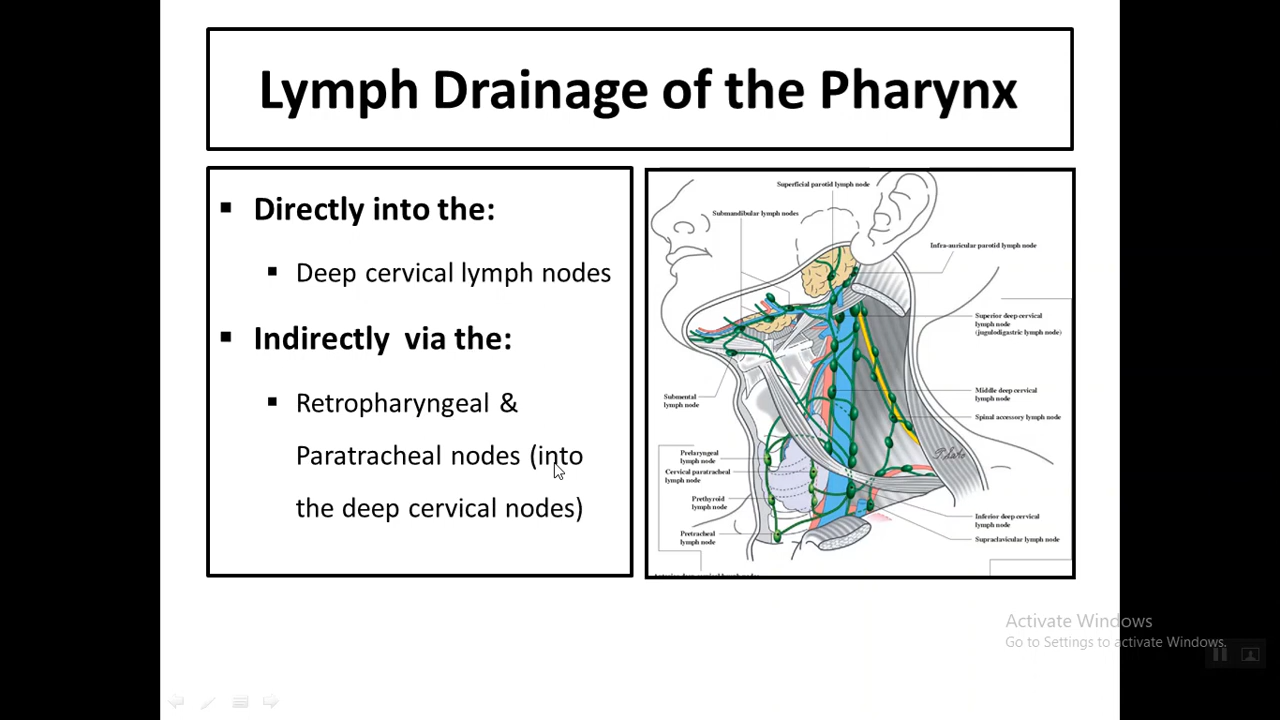 Lymph Drainage of the Pharynx
▪ Directly into the:
▪ Deep cervical lymph nodes
▪ Indirectly via the:
▪ Retropharyngeal &
Paratracheal nodes (into
the deep cervical nodes)
Superficial parotid lymph node
Submandibular lymph nodes
Infra-auricular parotid lymph node
Superior deep cervical
lymph node
(jugulodigastric lymph node)
Middle deep cervical
lymph node
Spinal accessory lymph node
Submental
lymph node
Prelaryngeal
lymph node
Cervical paratracheal
lymph node
Prethyroid
lymph node
Pretracheal
lymph node
Inferior deep cervical
lymph node
Supraclavicular lymph node
Activate Windows
Go to Settings to activate Windows.